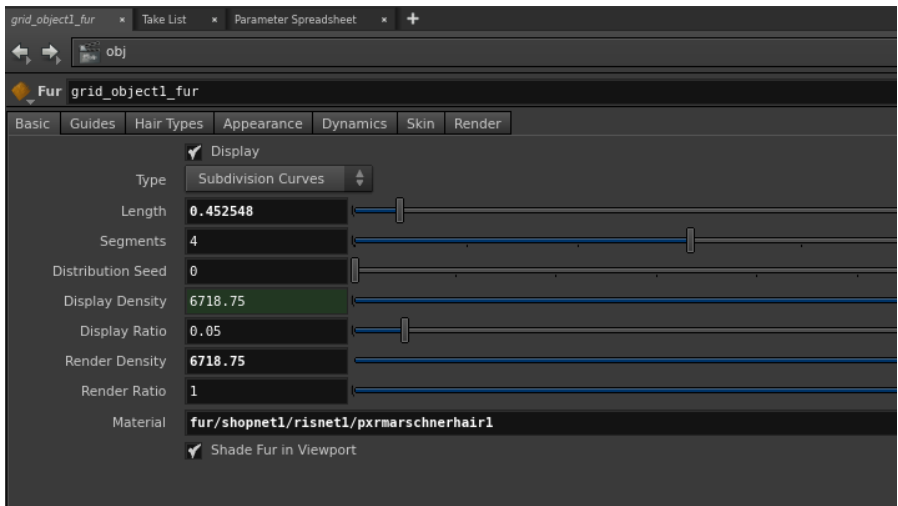 grid_object1_fur × Take List × Parameter Spreadsheet × +
obj
Fur grid_object1_fur
Basic Guides Hair Types Appearance Dynamics Skin Render
Display
Type Subdivision Curves
Length 0.452548
Segments 4
Distribution Seed 0
Display Density 6718.75
Display Ratio 0.05
Render Density 6718.75
Render Ratio 1
Material fur/shopnet1/risnet1/pxrmarschnerhair1
Shade Fur in Viewport